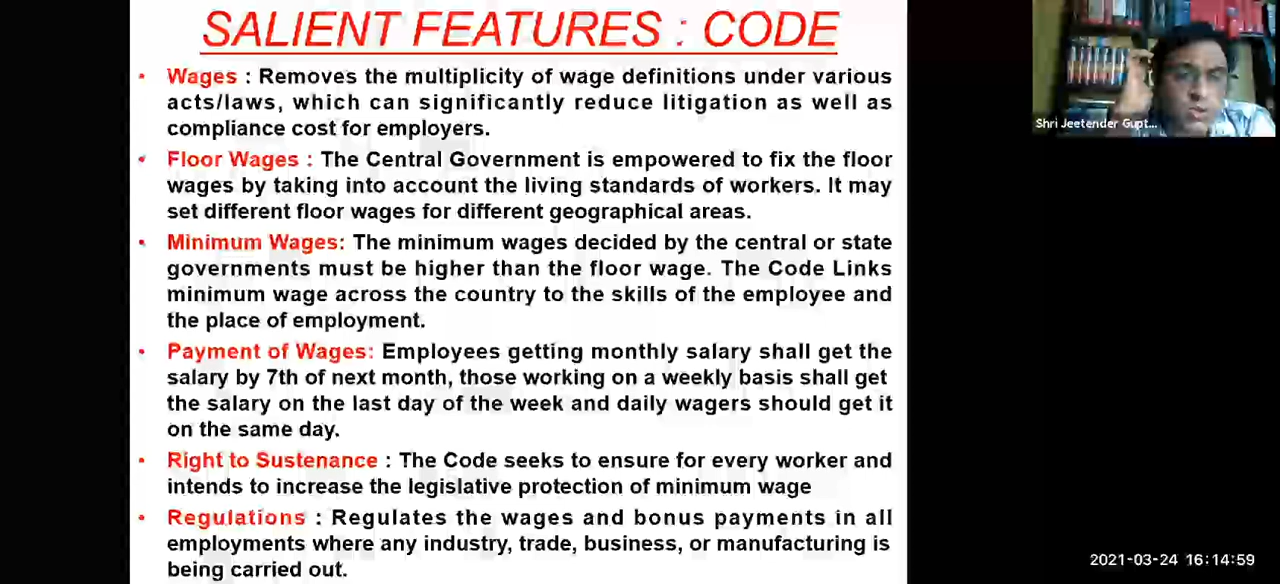 SALIENT FEATURES : CODE
• Wages : Removes the multiplicity of wage definitions under various
acts/laws, which can significantly reduce litigation as well as
compliance cost for employers.
• Floor Wages : The Central Government is empowered to fix the floor
wages by taking into account the living standards of workers. It may
set different floor wages for different geographical areas.
• Minimum Wages: The minimum wages decided by the central or state
governments must be higher than the floor wage. The Code Links
minimum wage across the country to the skills of the employee and
the place of employment.
• Payment of Wages: Employees getting monthly salary shall get the
salary by 7th of next month, those working on a weekly basis shall get
the salary on the last day of the week and daily wagers should get it
on the same day.
• Right to Sustenance : The Code seeks to ensure for every worker and
intends to increase the legislative protection of minimum wage
• Regulations : Regulates the wages and bonus payments in all
employments where any industry, trade, business, or manufacturing is
being carried out.
Shri Jeetender Gupt...
2021-03-24 16:14:59